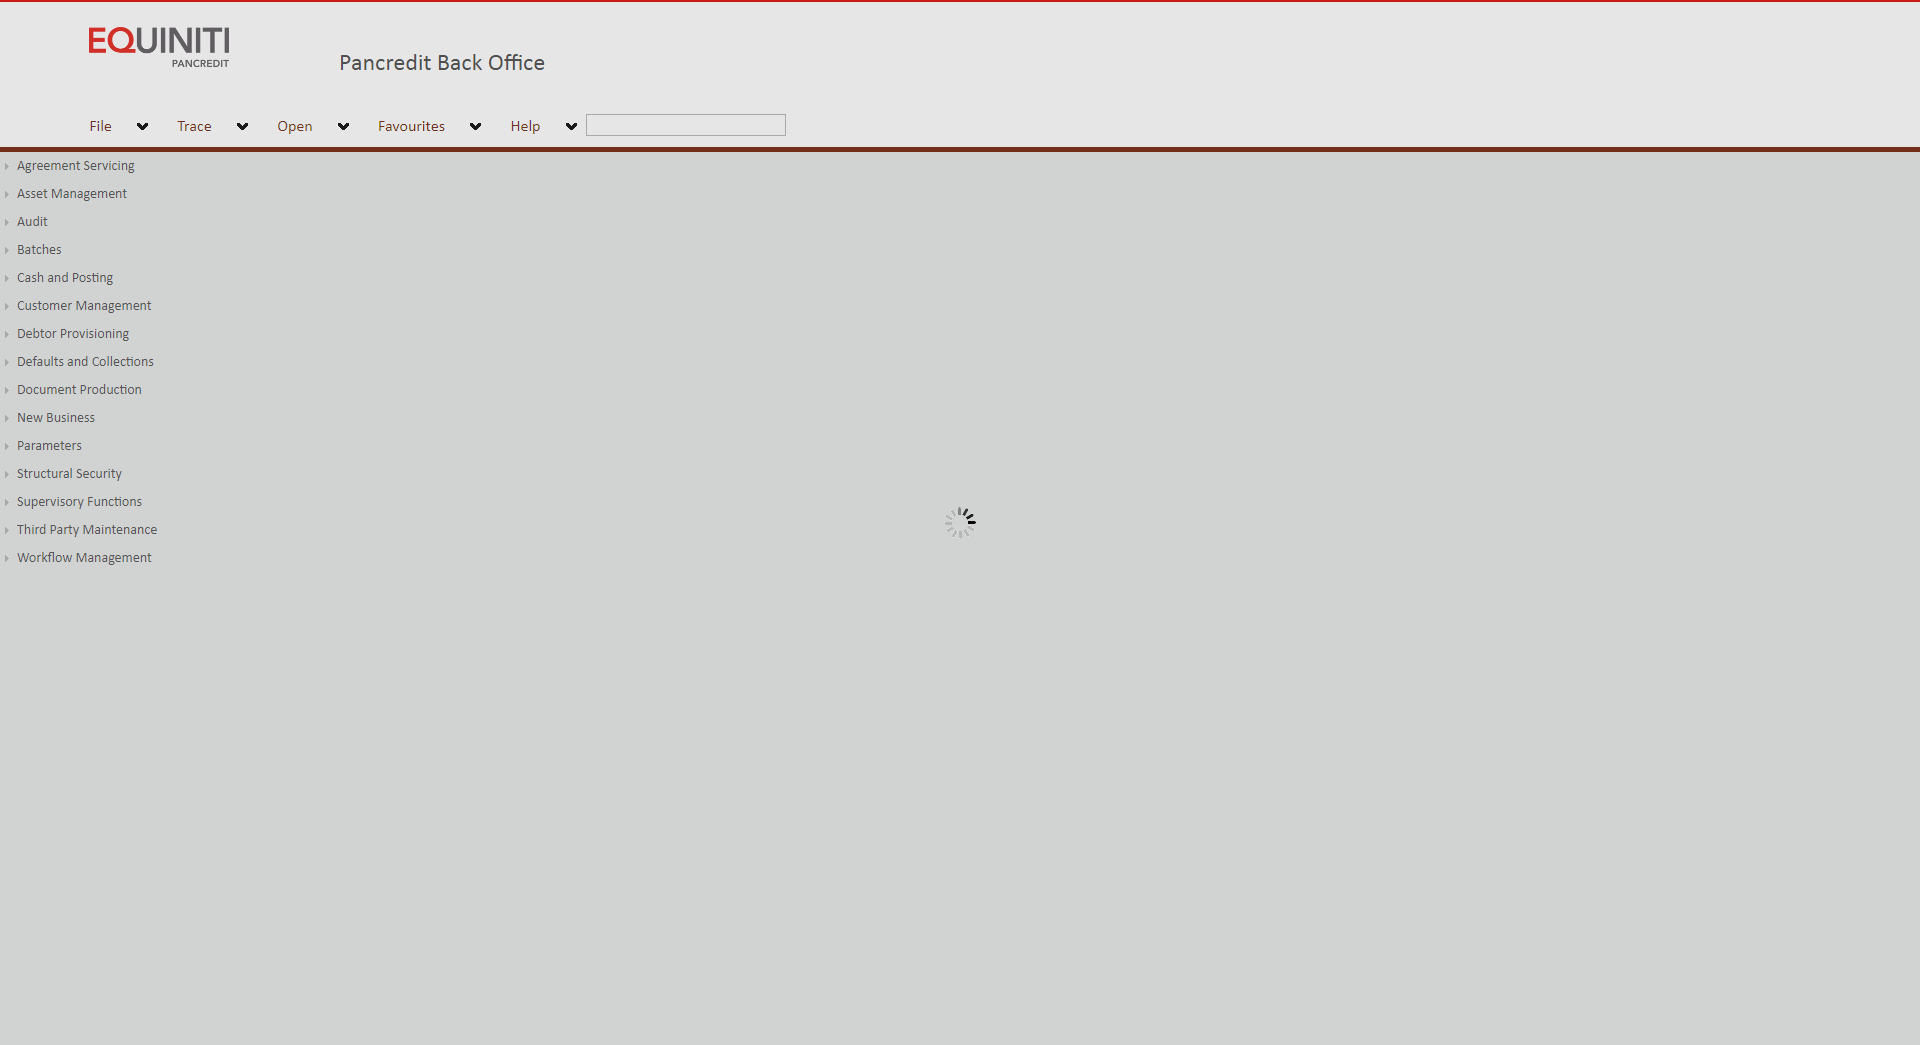 EQUINITI
PANCREDIT
Pancredit Back Office
File Trace Open Favourites Help
Agreement Servicing
Asset Management
Audit
Batches
Cash and Posting
Customer Management
Debtor Provisioning
Defaults and Collections
Document Production
New Business
Parameters
Structural Security
Supervisory Functions
Third Party Maintenance
Workflow Management